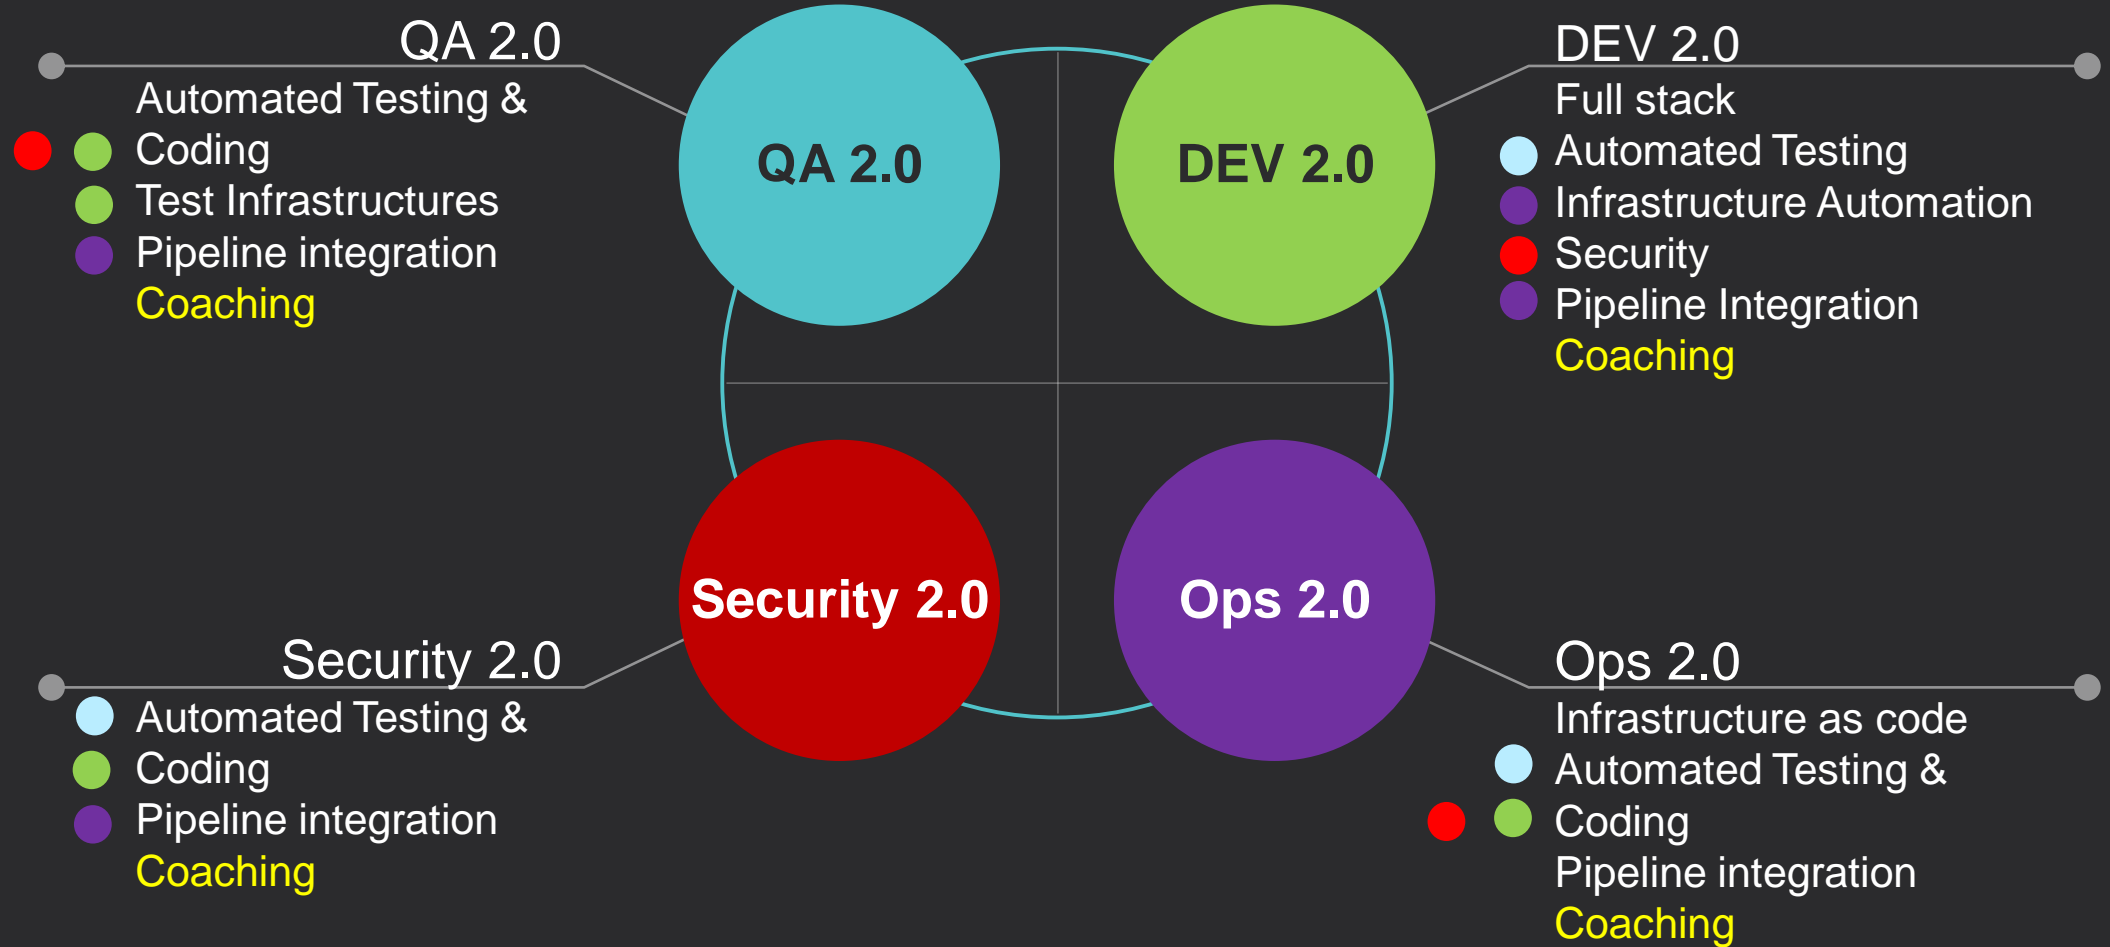 QA 2.0
Automated Testing &
Coding
Test Infrastructures
Pipeline integration
Coaching
QA 2.0
DEV 2.0
DEV 2.0
Full stack
Automated Testing
Infrastructure Automation
Security
Pipeline Integration
Coaching
Security 2.0
Automated Testing &
Coding
Pipeline integration
Coaching
Security 2.0
Ops 2.0
Ops 2.0
Infrastructure as code
Automated Testing &
Coding
Pipeline integration
Coaching